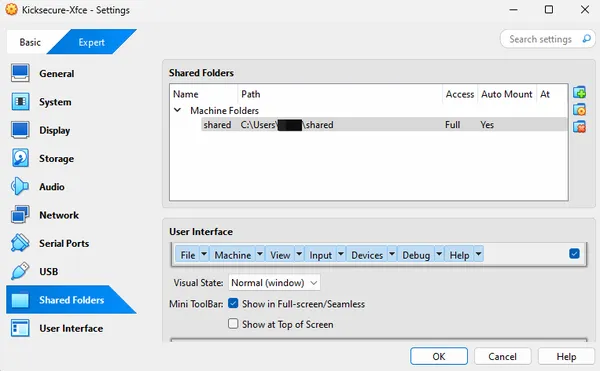 Kicksecure-Xfce - Settings
Basic
Expert
Search settings
General
System
Display
Storage
Audio
Network
Serial Ports
USB
Shared Folders
User Interface
Shared Folders
Name Path Access Auto Mount At
Machine Folders
shared C:\Users\ \shared Full Yes
User Interface
File Machine View Input Devices Debug Help
Visual State: Normal (window)
Mini ToolBar: Show in Full-screen/Seamless
Show at Top of Screen
OK Cancel Help